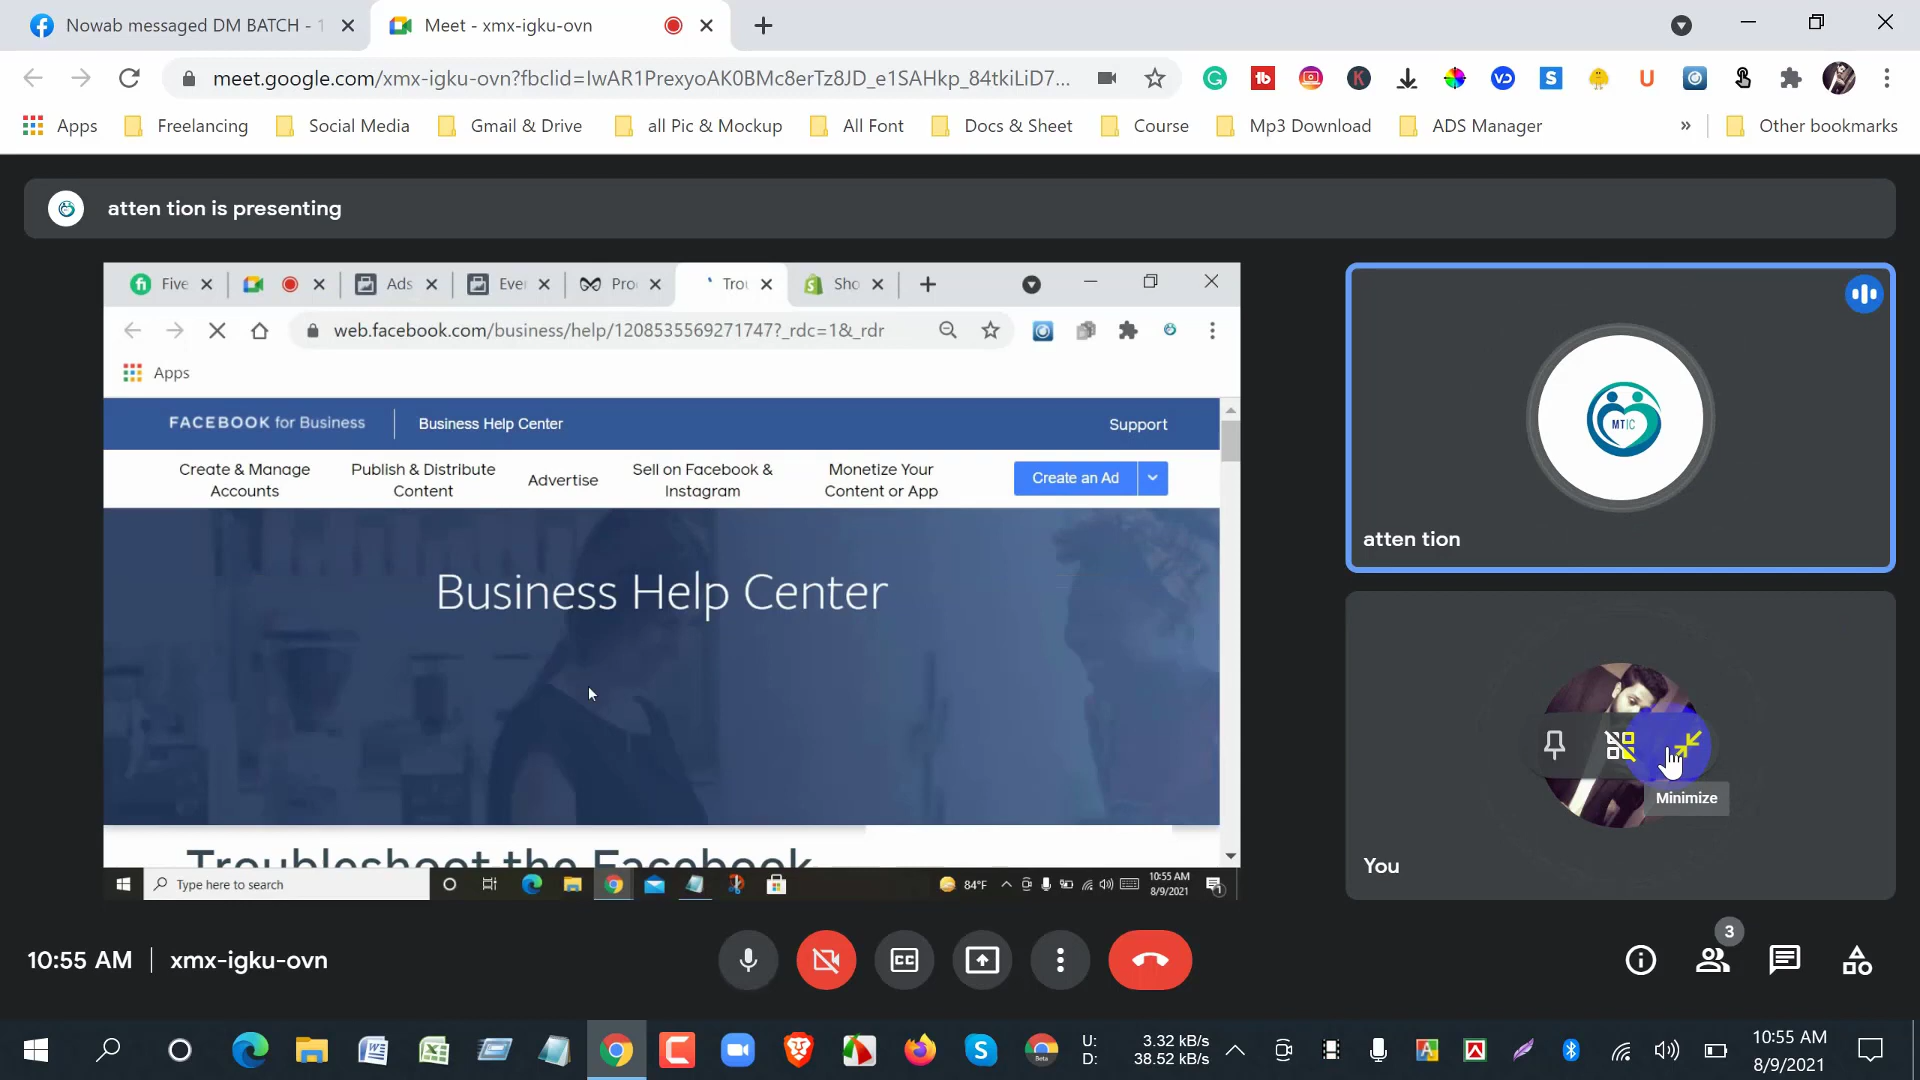 Nowab messaged DM BATCH - 1
Meet - xmx-igku-ovn
meet.google.com/xmx-igku-ovn?fbclid=IwAR1PrexyoAK0BMc8erTz8JD_e1SAHkp_84tkiLiD7...
Apps Freelancing Social Media Gmail & Drive all Pic & Mockup All Font Docs & Sheet Course Mp3 Download ADS Manager » Other bookmarks
atten tion is presenting
Five Ads Eve Pro Trou Sho
web.facebook.com/business/help/1208535569271747?_rdc=1&_rdr
Apps
FACEBOOK for Business Business Help Center Support
Create & Manage Accounts
Publish & Distribute Content
Advertise
Sell on Facebook & Instagram
Monetize Your Content or App
Create an Ad
Business Help Center
Troubleshoot the Facebook
Type here to search
84°F
10:55 AM
8/9/2021
MTIC
atten tion
Minimize
You
10:55 AM xmx-igku-ovn
CC
3
U: 3.32 kB/s
D: 38.52 kB/s
10:55 AM
8/9/2021